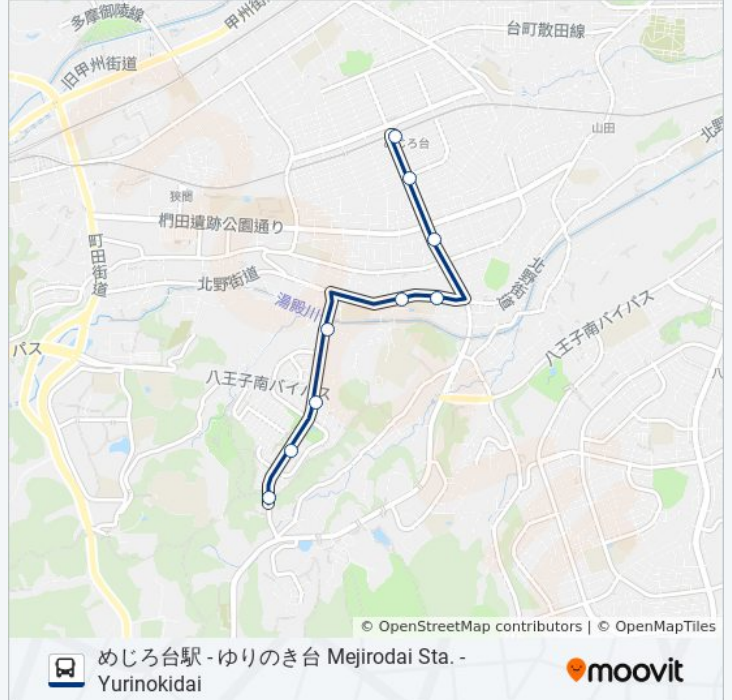 多摩御陵線
甲州街
台町散田線
旧甲州街道
山田
北野
じろ台
狭間
椚田遺跡公園通り
町田街道
北野街道
北野街道
湯殿川
八王子南バイパス
パス
八王子南バイパス
八
© OpenStreetMap contributors | © OpenMapTiles
めじろ台駅 - ゆりのき台 Mejirodai Sta. -
Yurinokidai
moovit